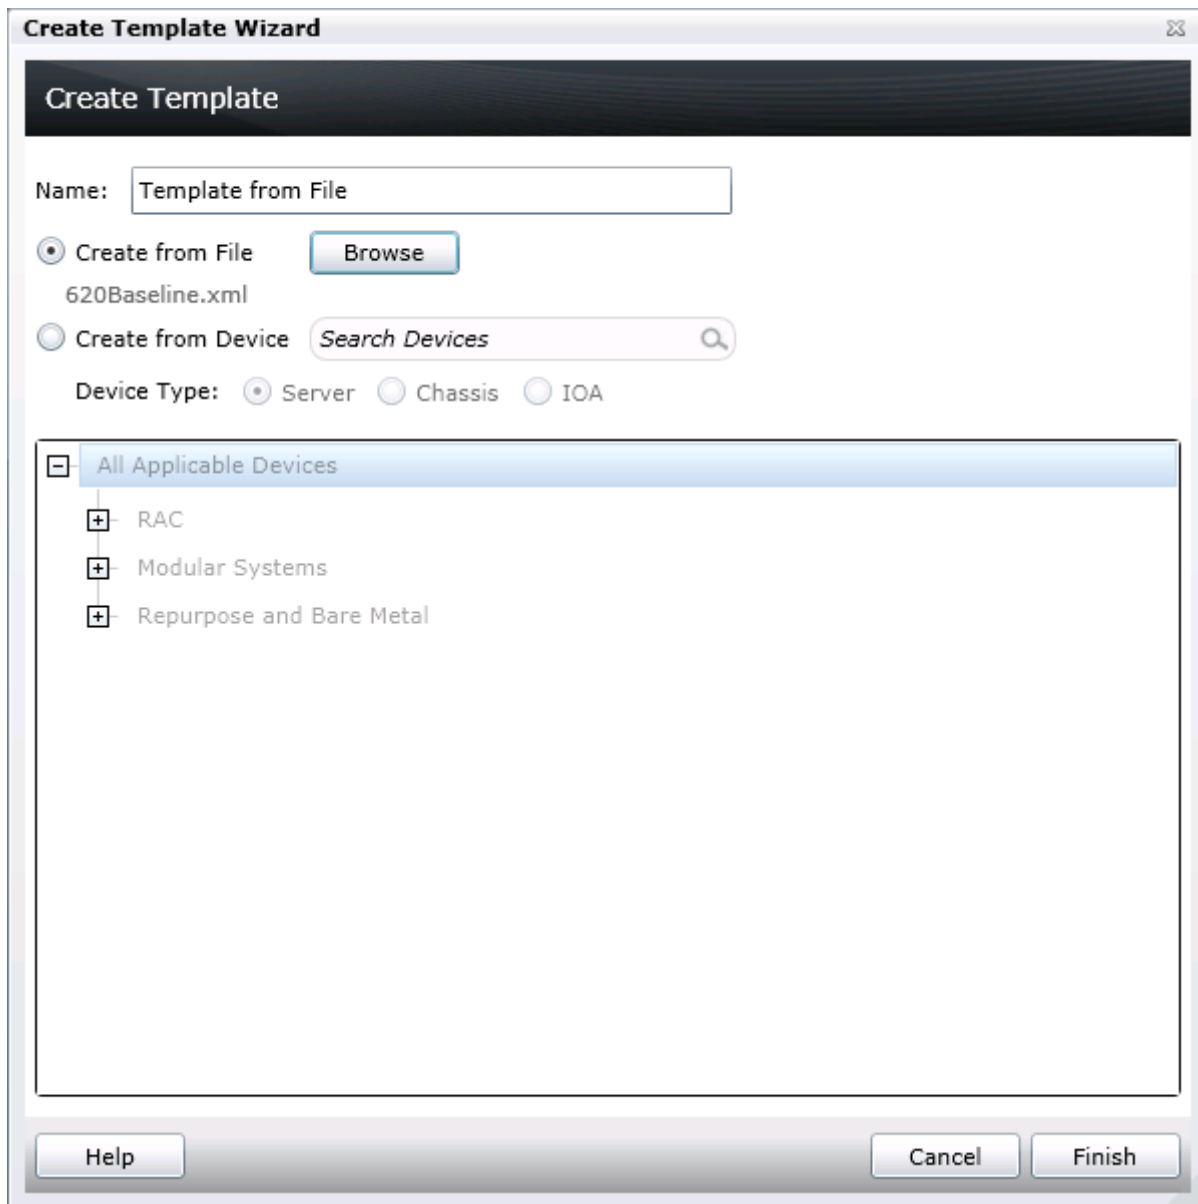 Create Template Wizard
Create Template
Name: Template from File
Create from File Browse
620Baseline.xml
Create from Device Search Devices
Device Type: Server Chassis IOA
All Applicable Devices
RAC
Modular Systems
Repurpose and Bare Metal
Help Cancel Finish